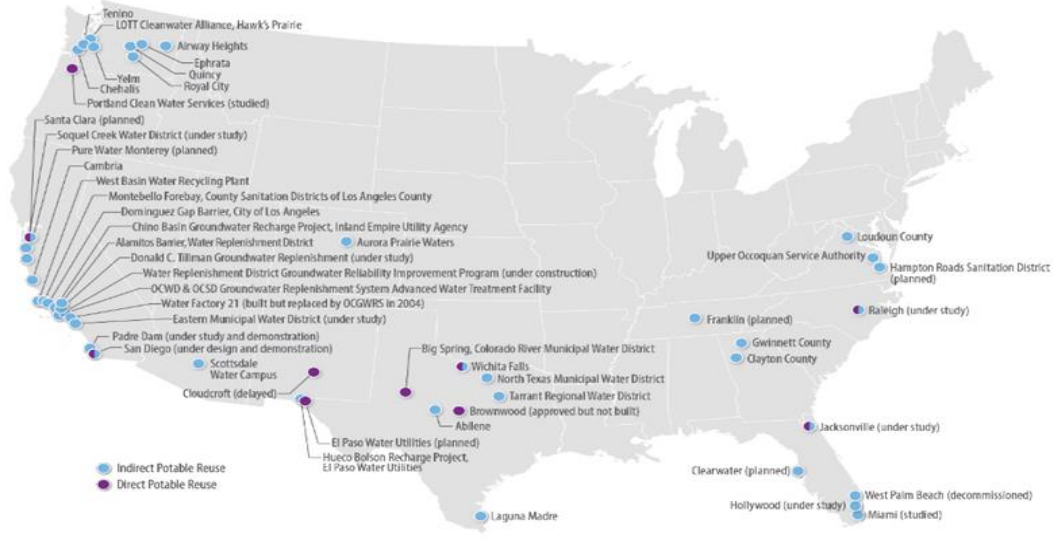 Tenino
LOTT Cleanwater Alliance, Hawk's Prairie
Airway Heights
Ephrata
Quincy
Royal City
Yelm
Chehalis
Portland Clean Water Services (studied)
Santa Clara (planned)
Soquel Creek Water District (under study)
Pure Water Monterey (planned)
Cambria
West Basin Water Recycling Plant
Montebello Forebay, County Sanitation Districts of Los Angeles County
Dominguez Gap Barrier, City of Los Angeles
Chino Basin Groundwater Recharge Project, Inland Empire Utility Agency
Alamitos Barrier, Water Replenishment District
Aurora Prairie Waters
Donald C. Tillman Groundwater Replenishment (under study)
Water Replenishment District Groundwater Reliability Improvement Program (under construction)
OCWD & OCSD Groundwater Replenishment System Advanced Water Treatment Facility
Water Factory 21 (built but replaced by OCGWRS in 2004)
Eastern Municipal Water District (under study)
Padre Dam (under study and demonstration)
San Diego (under design and demonstration)
Scottsdale
Water Campus
Cloudcroft (delayed)
Big Spring, Colorado River Municipal Water District
Wichita Falls
North Texas Municipal Water District
Tarrant Regional Water District
Brownwood (approved but not built)
Abilene
El Paso Water Utilities (planned)
Hueco Bolson Recharge Project,
El Paso Water Utilities
Laguna Madre
Loudoun County
Upper Occoquan Service Authority
Hampton Roads Sanitation District
(planned)
Raleigh (under study)
Franklin (planned)
Gwinnett County
Clayton County
Jacksonville (under study)
Clearwater (planned)
West Palm Beach (decommissioned)
Hollywood (under study)
Miami (studied)
Indirect Potable Reuse
Direct Potable Reuse